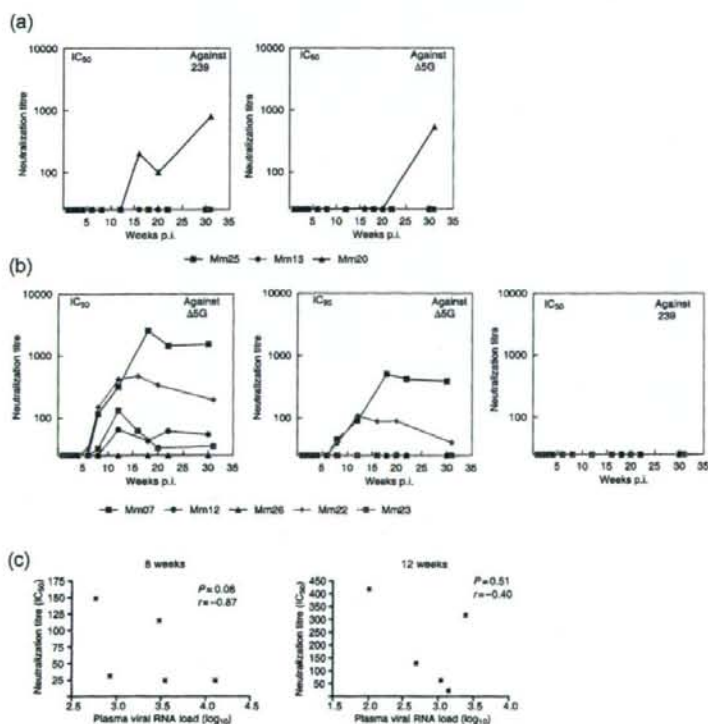 (a)
IC50 Against 239
10000
1000
100
Neutralization titre
5 10 15 20 25 30 35
Weeks p.i.
IC50 Against Δ5G
10000
1000
100
Neutralization titre
5 10 15 20 25 30 35
Weeks p.i.
Mm25 Mm13 Mm20
(b)
IC50 Against Δ5G
10000
1000
100
Neutralization titre
5 10 15 20 25 30 35
Weeks p.i.
Against Δ5G
10000
1000
100
Neutralization titre
5 10 15 20 25 30 35
Weeks p.i.
IC50 Against 239
10000
1000
100
Neutralization titre
5 10 15 20 25 30 35
Weeks p.i.
Mm07 Mm12 Mm26 Mm22 Mm23
(c)
8 weeks
P=0.06
r=−0.87
175
150
125
100
75
50
25
Neutralization titre (IC50)
2.5 3.0 3.5 4.0 4.5
Plasma viral RNA load (log10)
12 weeks
P=0.51
r=−0.40
450
400
350
300
250
200
150
100
50
Neutralization titre (IC50)
1.5 2.0 2.5 3.0 3.5 4.0
Plasma viral RNA load (log10)